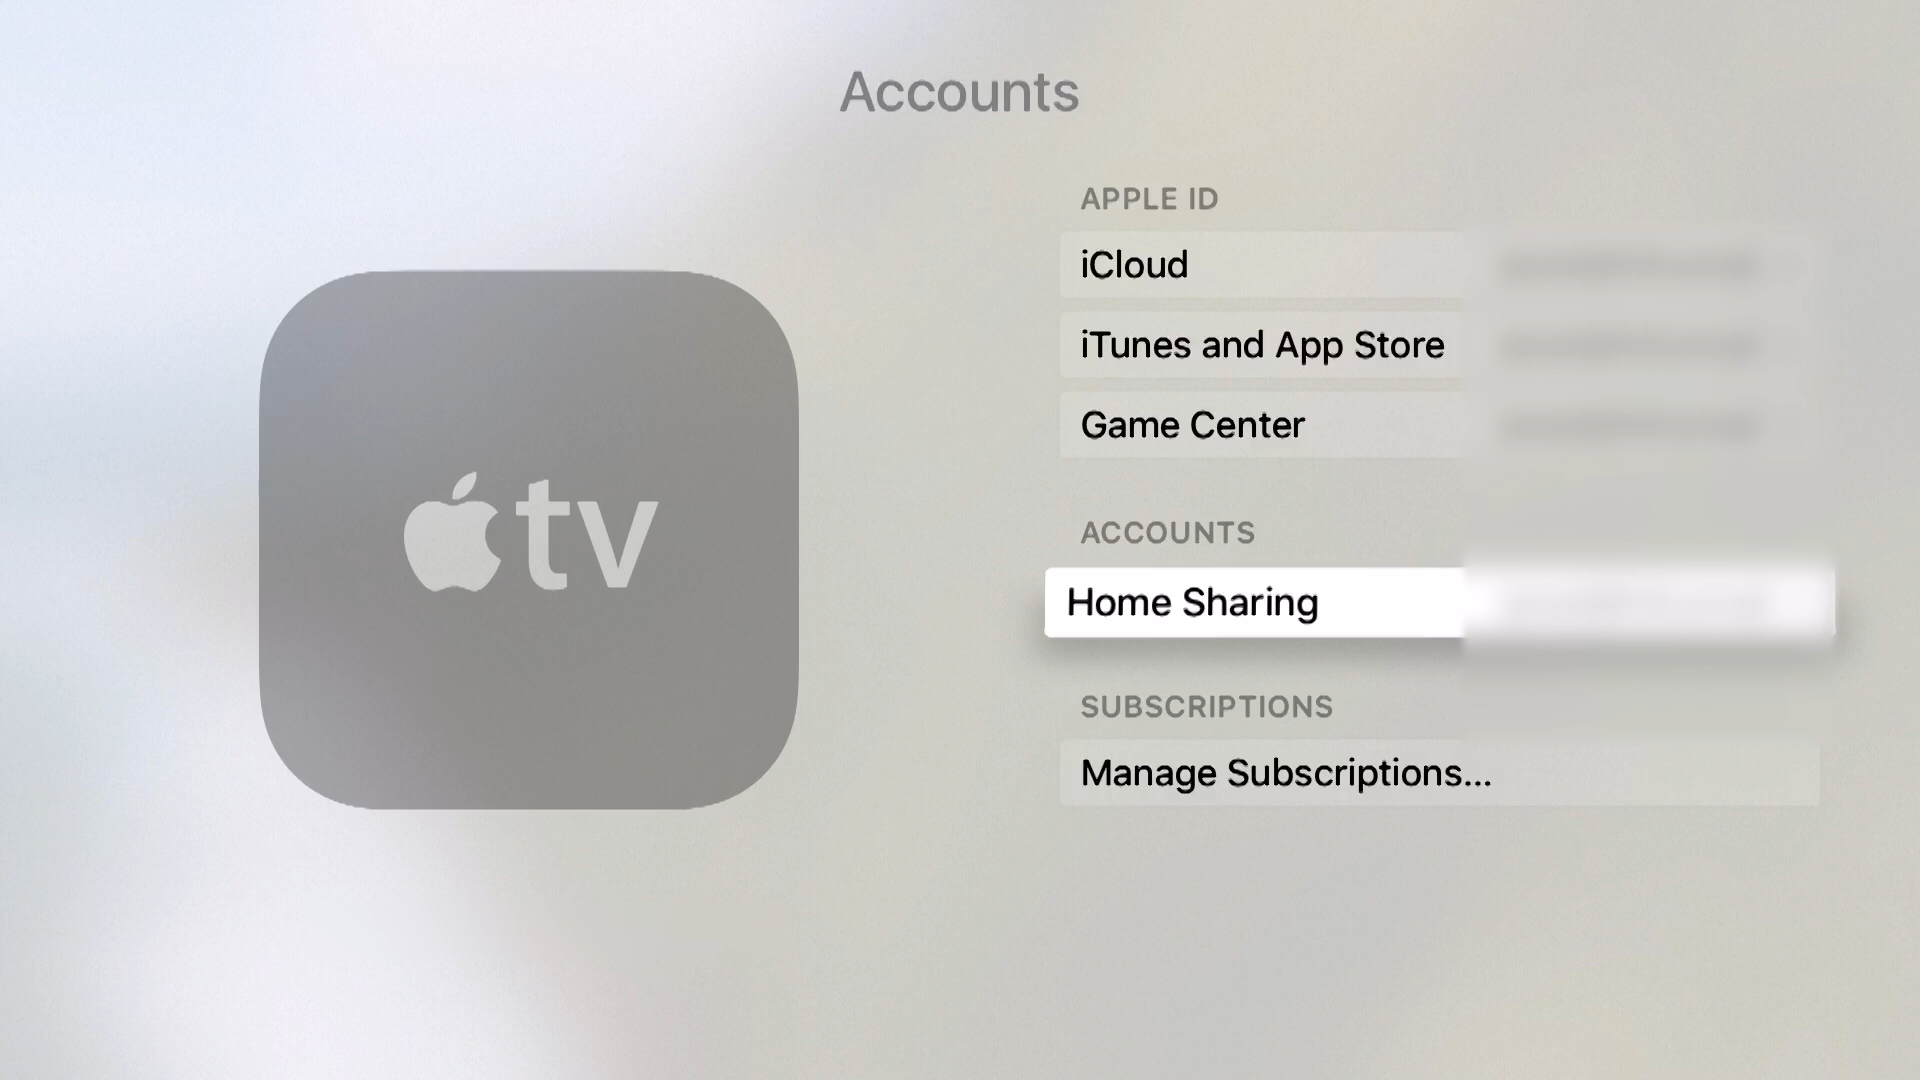 Accounts
tv
APPLE ID
iCloud
iTunes and App Store
Game Center
ACCOUNTS
Home Sharing
SUBSCRIPTIONS
Manage Subscriptions...